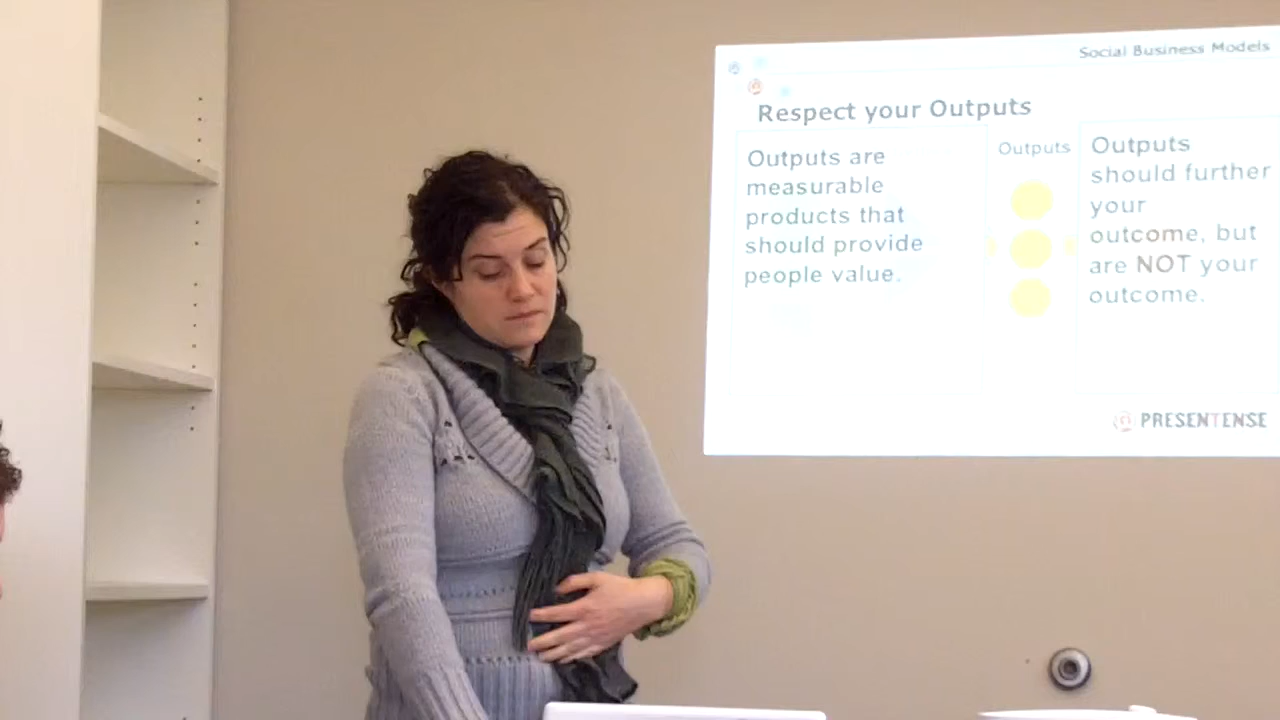 Social Business Models
Respect your Outputs
Outputs are
measurable
products that
should provide
people value.
Outputs
Outputs
should further
your
outcome, but
are NOT your
outcome.
PRESENTENSE